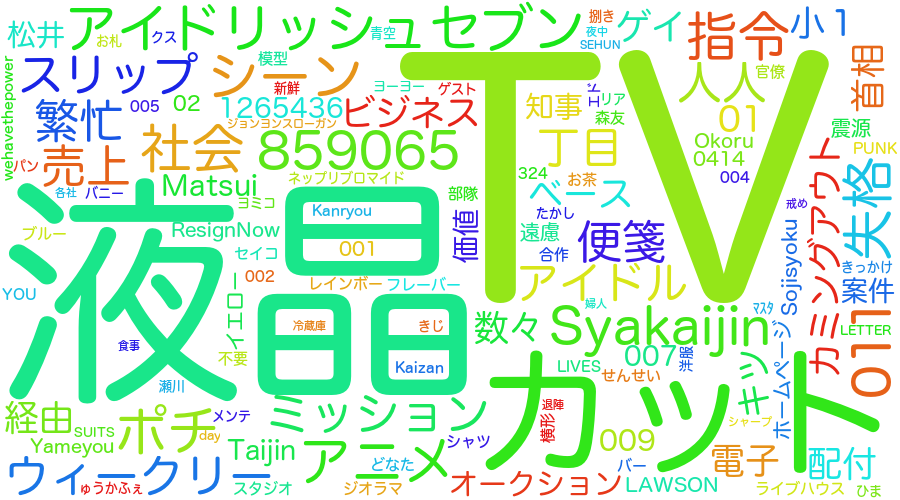 アイドリッシュセブン
TV
液晶
カット
859065
Syakaijin
スリップ
シーン
松井
お札
クス
青空
捌き
夜中
SEHUN
ゲイ
指令
小1
模型
ヨーヨー
新鮮
ゲスト
wehavethepower
005
02
繁忙
1265436
ビジネス
ジョンヨンスローガン
知事
リア
森友
人人
官僚
01
首相
震源
PUNK
パン
売上
社会
丁目
Okoru
0414
004
各社
バニー
Matsui
ヨミコ
ネップリブロマイド
部隊
324
お茶
ベース
たかし
戒め
失格
カミングアウト
Kanryou
001
ResignNow
ブルー
セイコ
002
レインボー
フレーバー
価値
遠慮
合作
便箋
Sojisyoku
きっかけ
案件
YOU
イエロー
冷蔵庫
きじ
アイドル
婦人
マスタ
LETTER
011
食事
不要
Kaizan
数々
LIVES
007
洋服
せんせい
キツ
ホームページ
瀬川
経由
ポチ
メンテ
ミッション
退陣
横形
009
シャープ
Yameyou
SUITS
day
Taijin
アニメ
シャツ
電子
配付
ウィークリー
どなた
オークション
バー
LAWSON
ゅうかふぇ
スタジオ
ジオラマ
ライブハウス
ひま